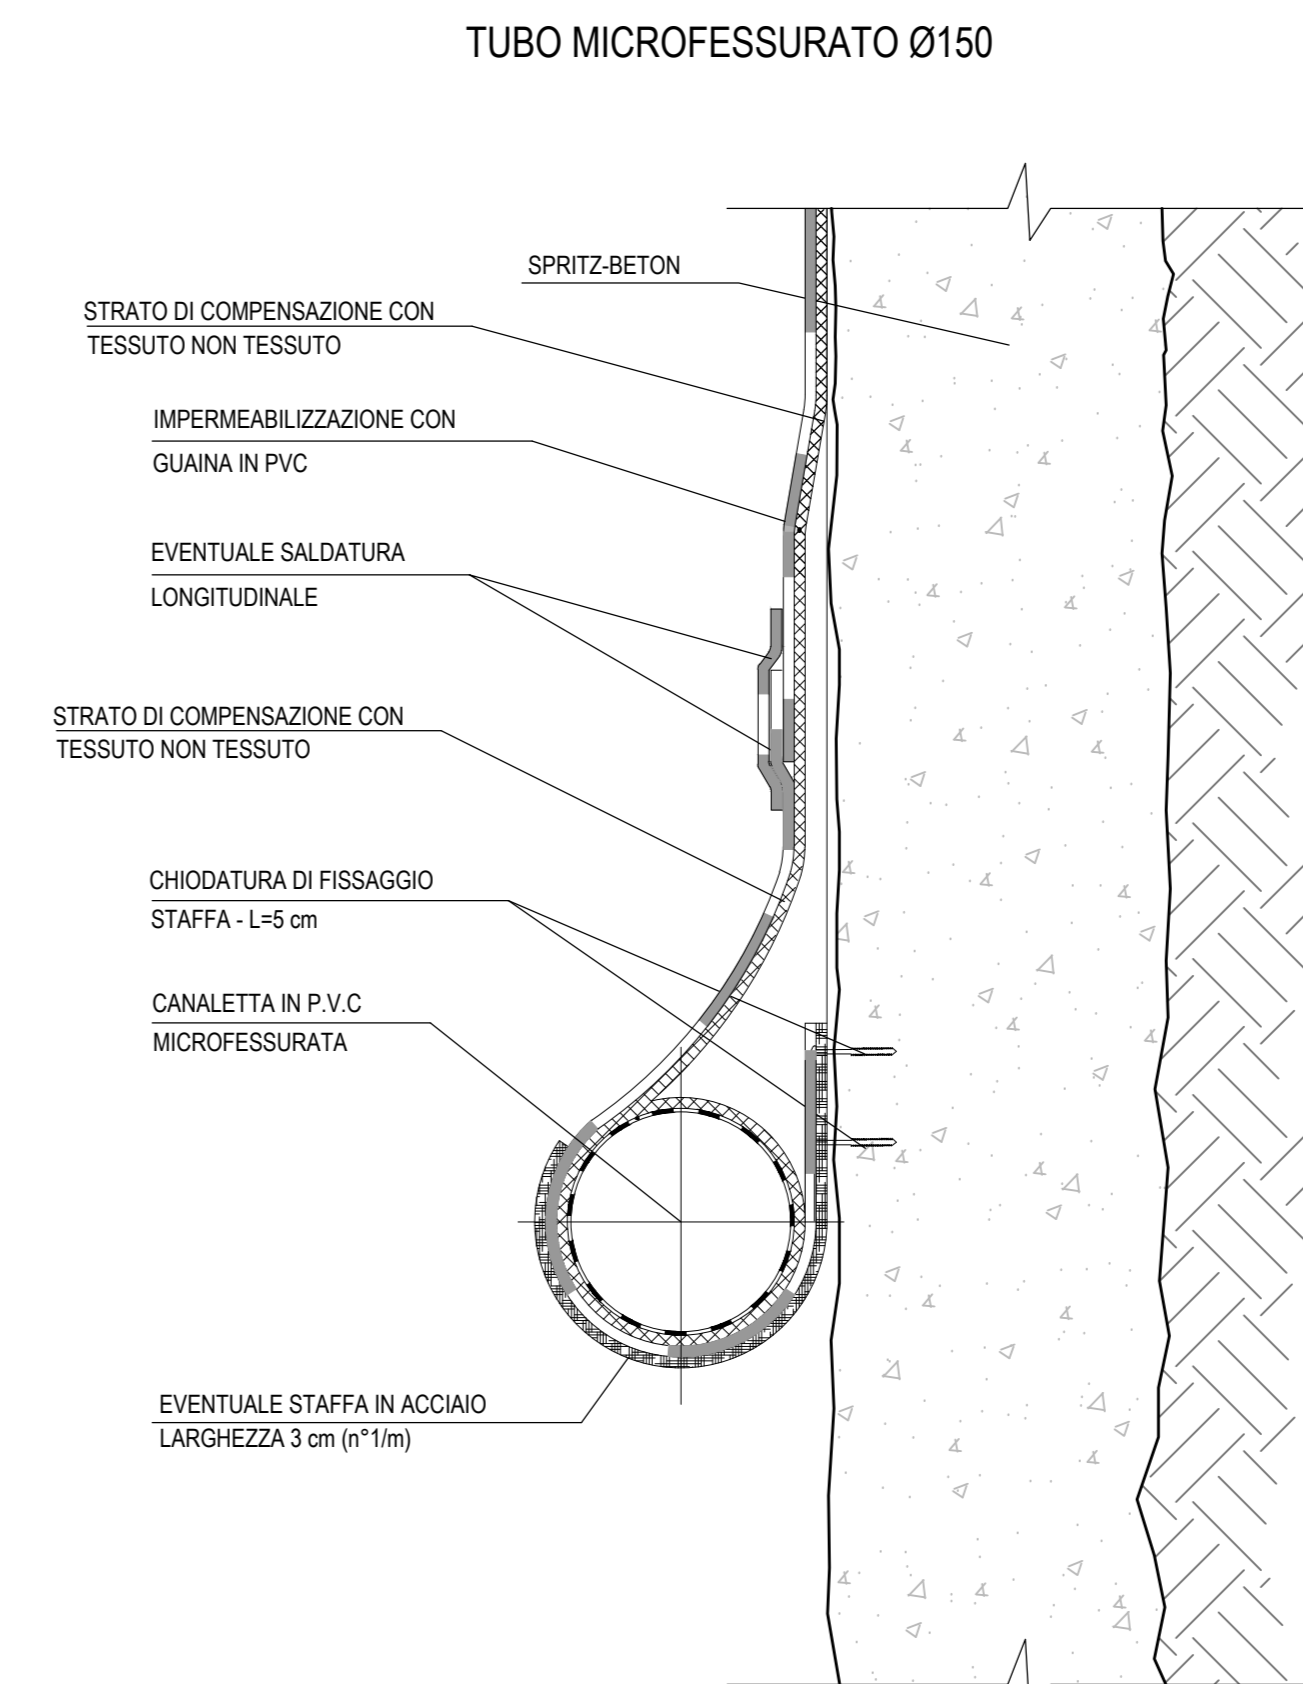 TUBO MICROFESSURATO Ø150
SPRITZ-BETON
STRATO DI COMPENSAZIONE CON
TESSUTO NON TESSUTO
IMPERMEABILIZZAZIONE CON
GUAINA IN PVC
EVENTUALE SALDATURA
LONGITUDINALE
STRATO DI COMPENSAZIONE CON
TESSUTO NON TESSUTO
CHIODATURA DI FISSAGGIO
STAFFA - L=5 cm
CANALETTA IN P.V.C
MICROFESSURATA
EVENTUALE STAFFA IN ACCIAIO
LARGHEZZA 3 cm (n°1/m)